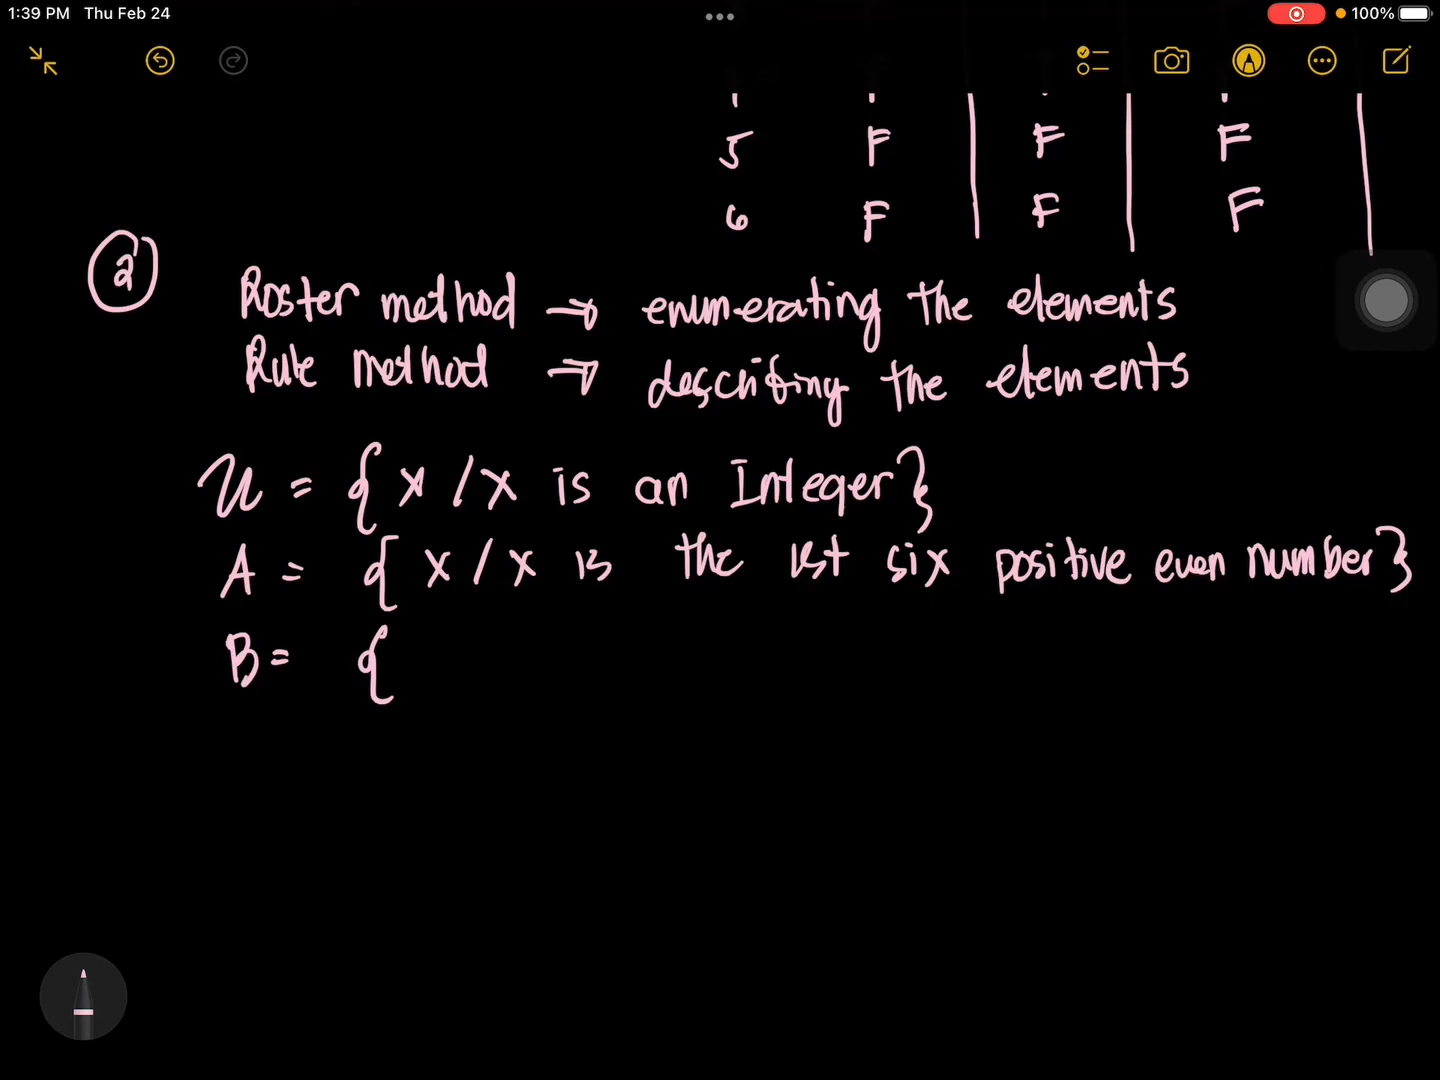 1:39 PM Thu Feb 24
100%
5 F F F
6 F F F
2
Roster method → enumerating the elements
Rule method → describing the elements
U = { x / x is an Integer}
A = { x / x is the 1st six positive even number}
B = {